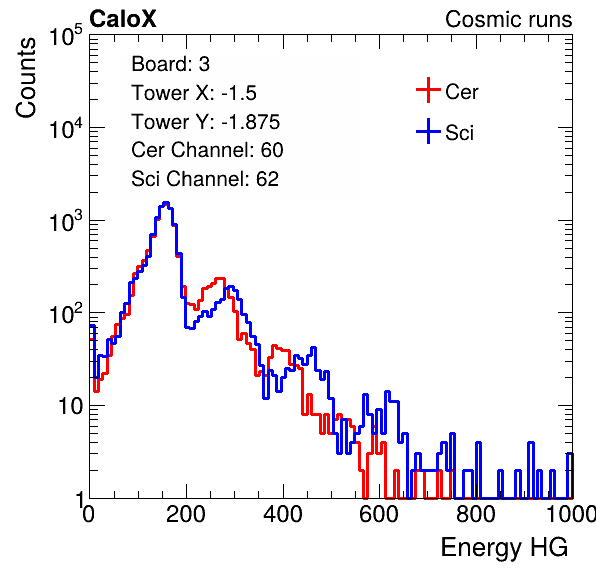 CaloX Cosmic runs
Counts
10^5
10^4
10^3
10^2
10
1
Board: 3
Tower X: -1.5
Tower Y: -1.875
Cer Channel: 60
Sci Channel: 62
Cer
Sci
0 200 400 600 800 1000
Energy HG